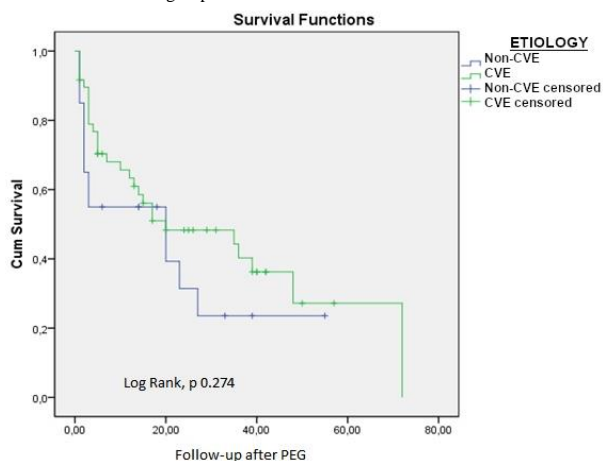 Survival Functions
ETIOLOGY
Non-CVE
CVE
Non-CVE censored
CVE censored
1,0
0,8
0,6
0,4
0,2
0,0
Cum Survival
Log Rank, p 0.274
0,00 20,00 40,00 60,00 80,00
Follow-up after PEG